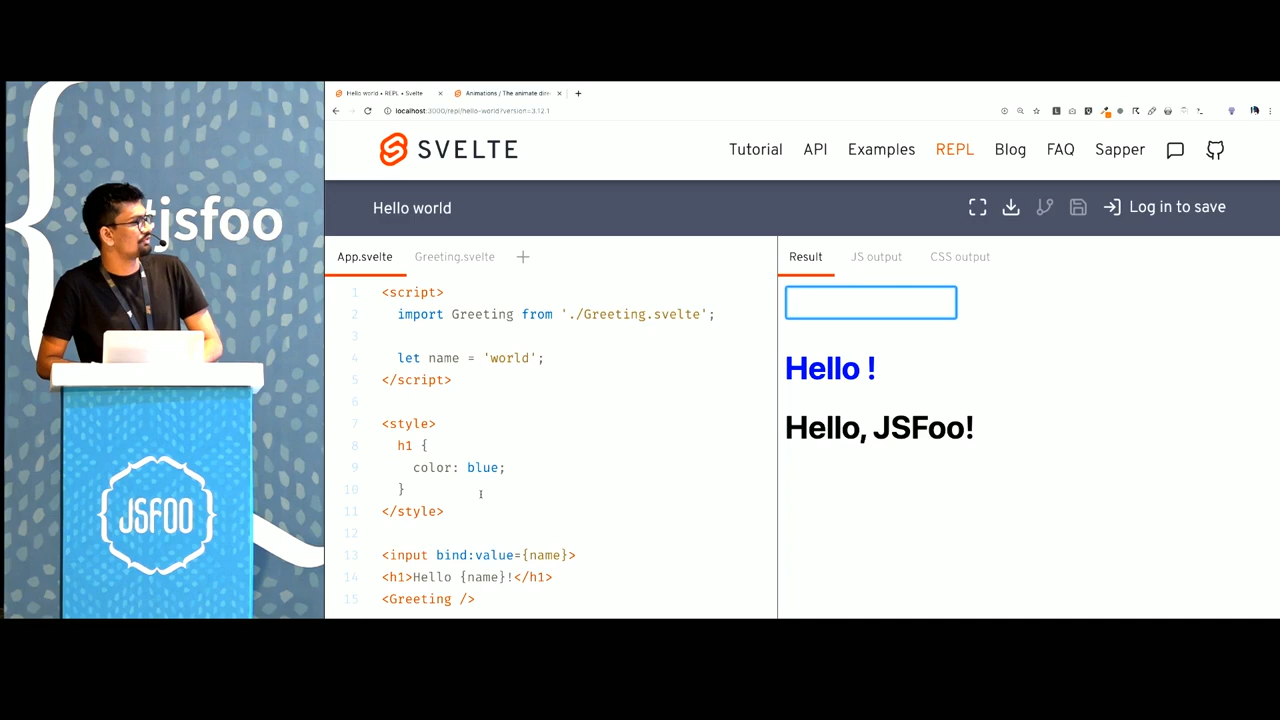 #jsfoo
JSFOO
Hello world • REPL • Svelte
Animations / The animate dire
localhost:3000/repl/hello-world?version=3.12.1
SVELTE
Tutorial API Examples REPL Blog FAQ Sapper
Hello world
Log in to save
App.svelte Greeting.svelte +
1 <script>
2 import Greeting from './Greeting.svelte';
3
4 let name = 'world';
5 </script>
6
7 <style>
8 h1 {
9 color: blue;
10 }
11 </style>
12
13 <input bind:value={name}>
14 <h1>Hello {name}!</h1>
15 <Greeting />
Result JS output CSS output
Hello !
Hello, JSFoo!